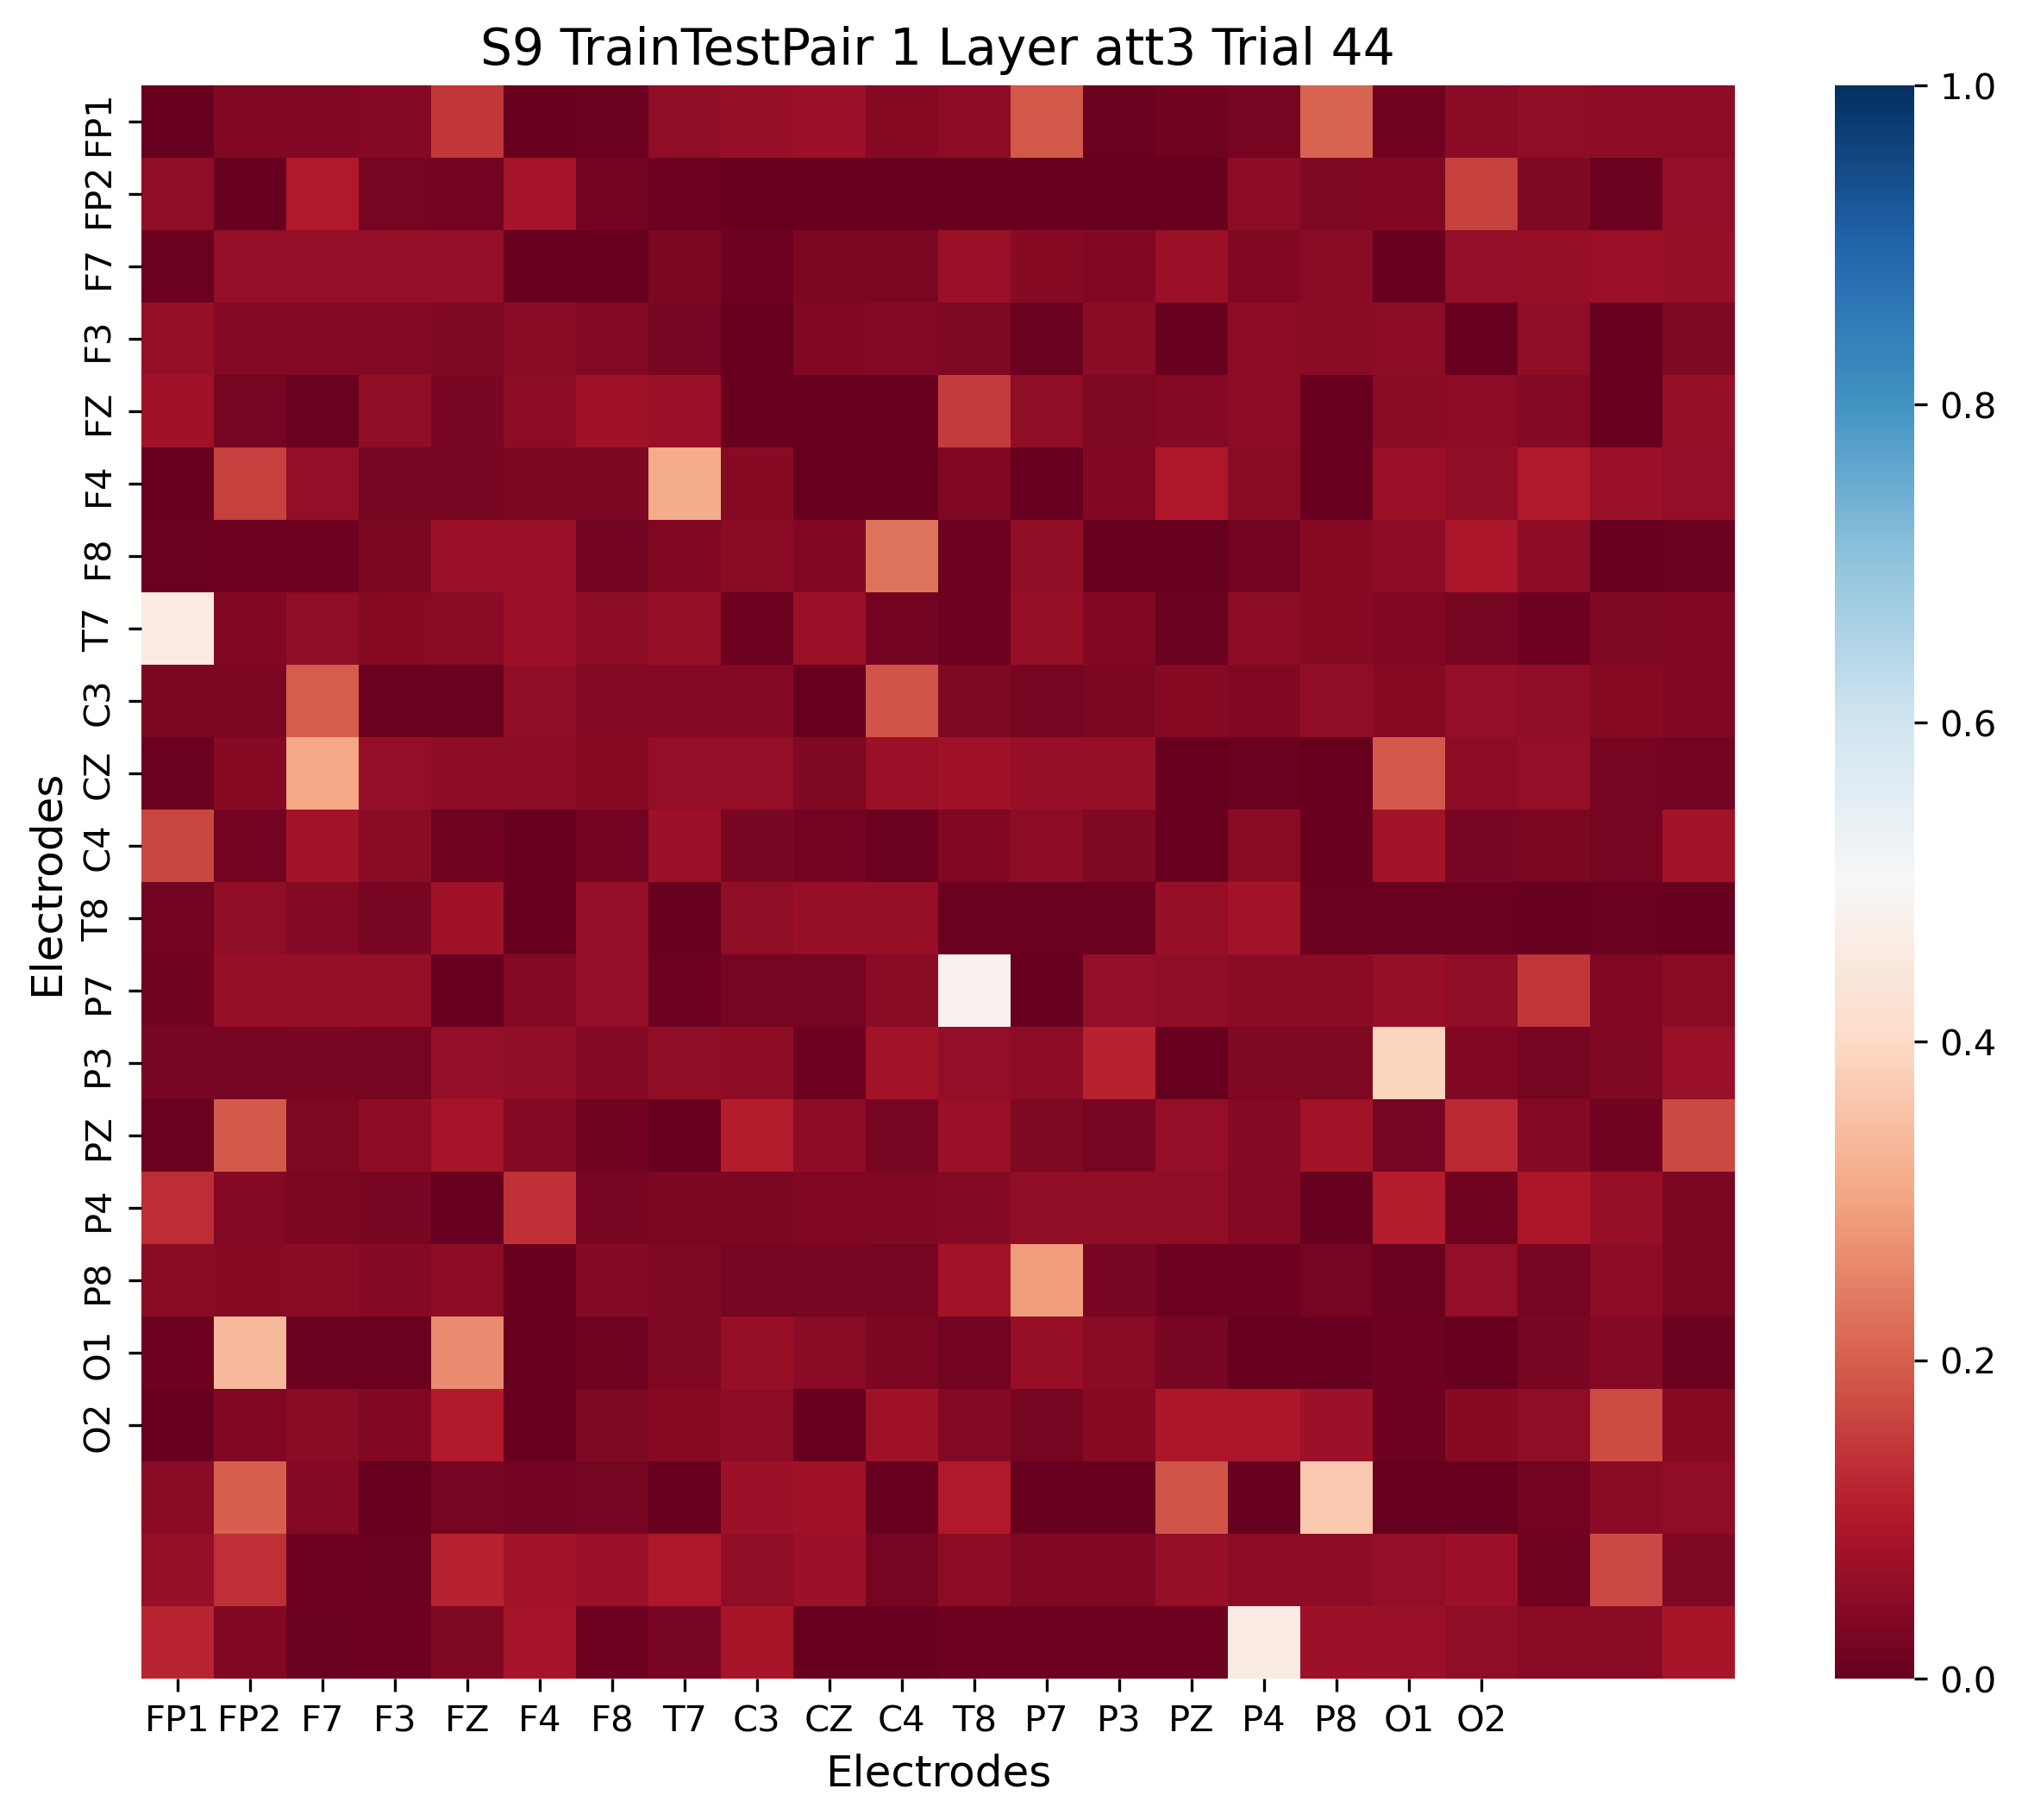 S9 TrainTestPair 1 Layer att3 Trial 44
Electrodes
FP1
FP2
F7
F3
FZ
F4
F8
T7
C3
CZ
C4
T8
P7
P3
PZ
P4
P8
O1
O2
FP1 FP2 F7 F3 FZ F4 F8 T7 C3 CZ C4 T8 P7 P3 PZ P4 P8 O1 O2
Electrodes
1.0
0.8
0.6
0.4
0.2
0.0